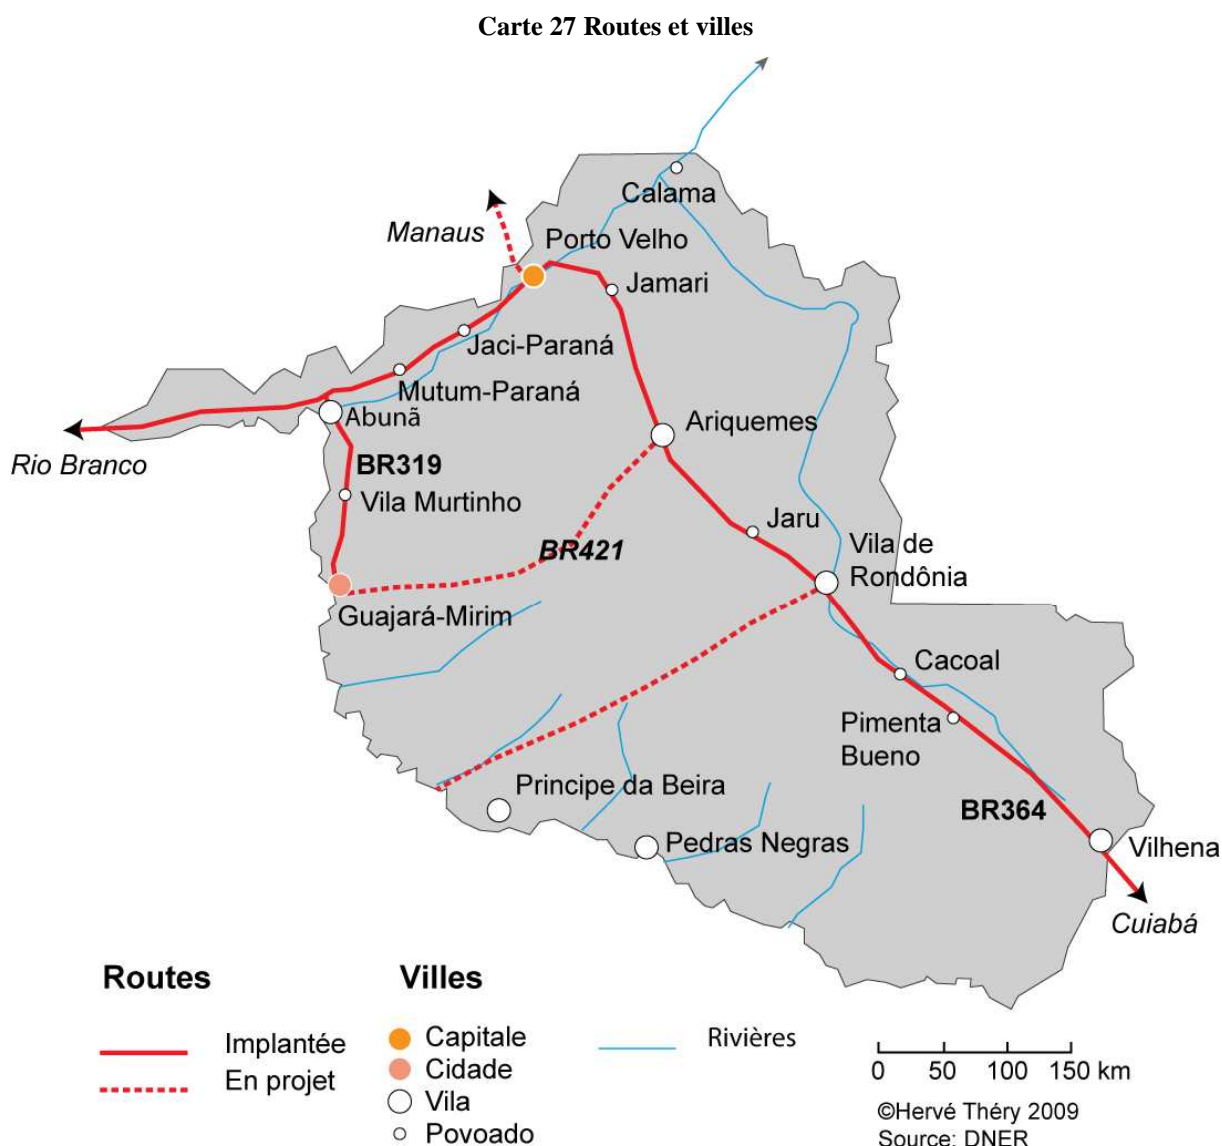 Carte 27 Routes et villes
Calama
Manaus
Porto Velho
Jamari
Jaci-Paraná
Mutum-Paraná
Abunã
Ariquemes
Rio Branco
BR319
Vila Murtinho
Jaru
BR421
Vila de
Rondônia
Guajará-Mirim
Cacoal
Pimenta
Bueno
Principe da Beira
BR364
Pedras Negras
Vilhena
Cuiabá
Routes
Implantée
En projet
Villes
Capitale
Cidade
Vila
Povoado
Rivières
0 50 100 150 km
©Hervé Théry 2009
Source: DNER